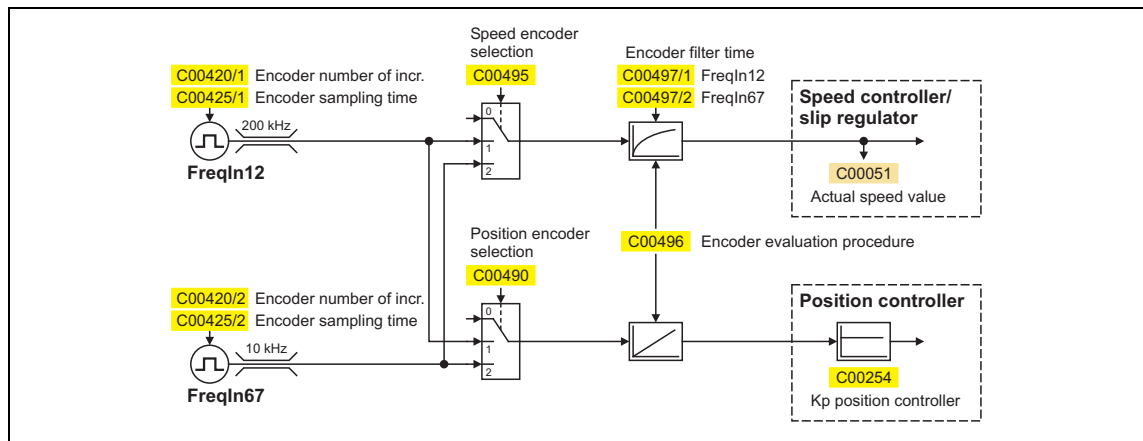 Speed encoder
selection
C00495
Encoder filter time
C00420/1 Encoder number of incr.
C00425/1 Encoder sampling time
C00497/1 FreqIn12
C00497/2 FreqIn67
200 kHz
FreqIn12
0
1
2
Speed controller/
slip regulator
C00051
Actual speed value
Position encoder
selection
C00490
C00496 Encoder evaluation procedure
C00420/2 Encoder number of incr.
C00425/2 Encoder sampling time
10 kHz
FreqIn67
0
1
2
Position controller
C00254
Kp position controller